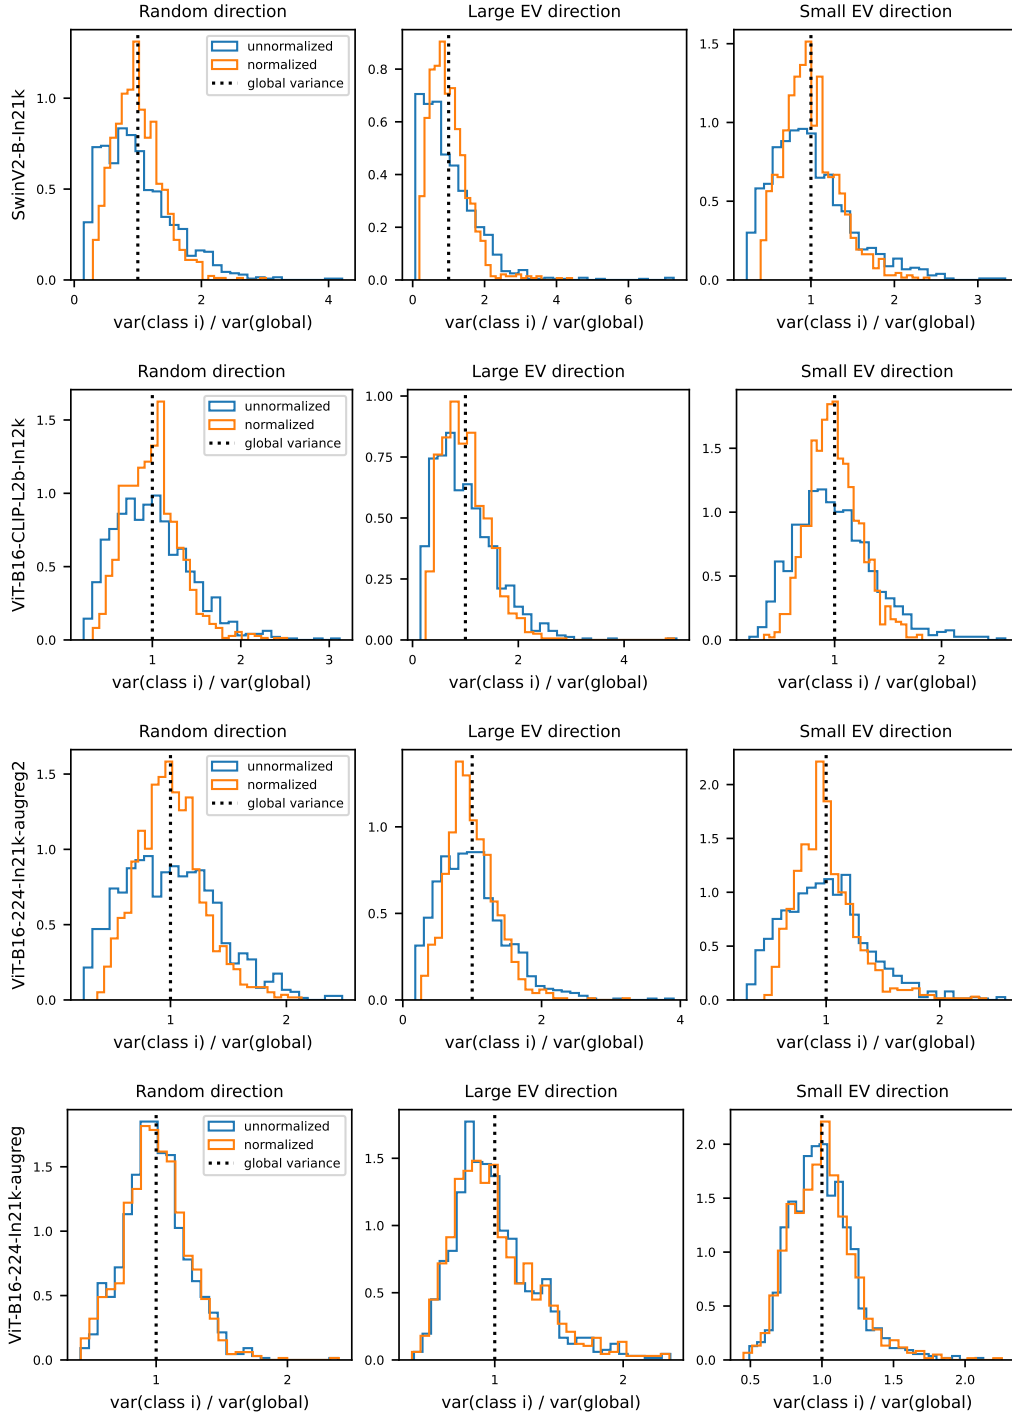 Random direction
Large EV direction
Small EV direction
SwinV2-B-In21k
unnormalized
normalized
global variance
0.0
0.5
1.0
0
2
4
var(class i) / var(global)
0.0
0.2
0.4
0.6
0.8
0
2
4
6
var(class i) / var(global)
0.0
0.5
1.0
1.5
1
2
3
var(class i) / var(global)
Random direction
Large EV direction
Small EV direction
ViT-B16-CLIP-L2b-In12k
unnormalized
normalized
global variance
0.0
0.5
1.0
1.5
1
2
3
var(class i) / var(global)
0.00
0.25
0.50
0.75
1.00
0
2
4
var(class i) / var(global)
0.0
0.5
1.0
1.5
1
2
var(class i) / var(global)
Random direction
Large EV direction
Small EV direction
ViT-B16-224-In21k-augreg2
unnormalized
normalized
global variance
0.0
0.5
1.0
1.5
1
2
var(class i) / var(global)
0.0
0.5
1.0
0
2
4
var(class i) / var(global)
0.0
0.5
1.0
1.5
2.0
1
2
var(class i) / var(global)
Random direction
Large EV direction
Small EV direction
ViT-B16-224-In21k-augreg
unnormalized
normalized
global variance
0.0
0.5
1.0
1.5
1
2
var(class i) / var(global)
0.0
0.5
1.0
1.5
1
2
var(class i) / var(global)
0.0
0.5
1.0
1.5
2.0
0.5
1.0
1.5
2.0
var(class i) / var(global)